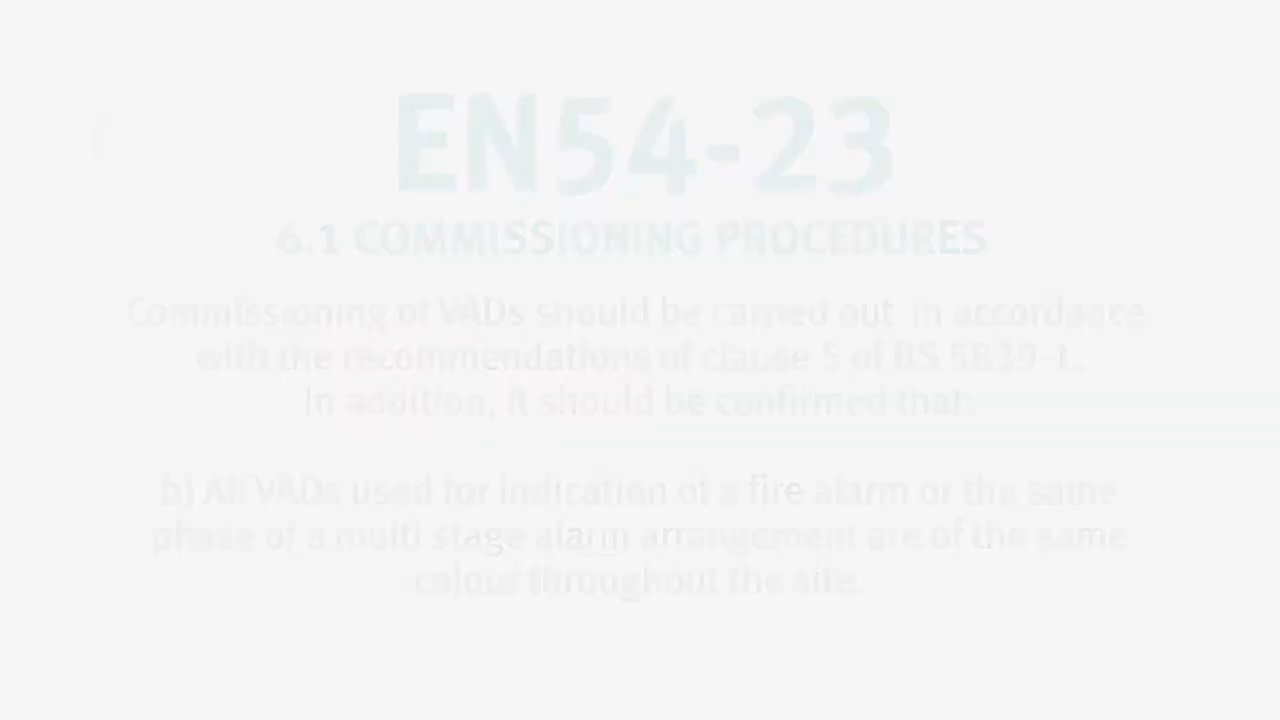 EN54-23
6.1 COMMISSIONING PROCEDURES
Commissioning of VADs should be carried out in accordance
with the recommendations of clause 5 of BS 5839-1.
In addition, it should be confirmed that:
b) All VADs used for indication of a fire alarm or the same
phase of a multi stage alarm arrangement are of the same
colour throughout the site.